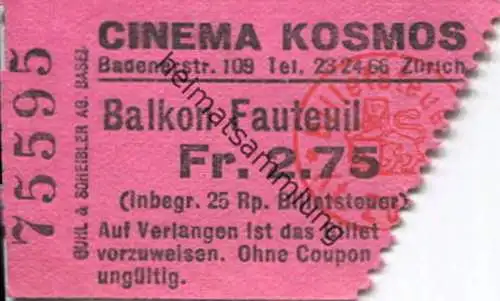 75595
BUHL & SCHEIBLER AG. BASEL
CINEMA KOSMOS
Badenerstr. 109 Tel. 23 24 66 Zürich
Balkon-Fauteuil
Fr. 2.75
(Inbegr. 25 Rp. Billetsteuer)
Auf Verlangen ist das Billet
vorzuweisen. Ohne Coupon
ungültig.
heimatsammlung